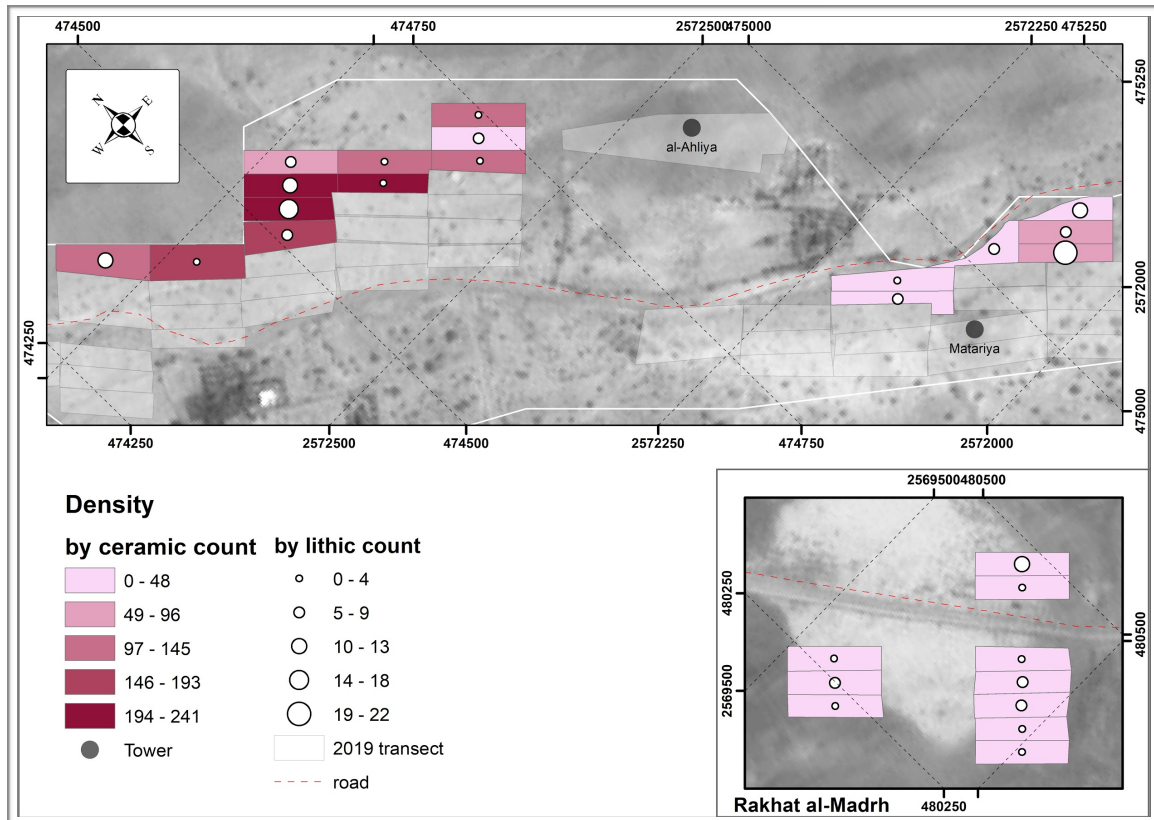 474500
474750
2572500
475000
2572250
475250
N
E
W
S
475250
al-Ahliya
2572000
474250
Matariya
475000
474250
2572500
474500
2572250
474750
2572000
Density
by ceramic count
by lithic count
0 - 48
0 - 4
49 - 96
5 - 9
97 - 145
10 - 13
146 - 193
14 - 18
194 - 241
19 - 22
Tower
2019 transect
road
2569500
480500
480250
480500
2569500
Rakhat al-Madrh
480250